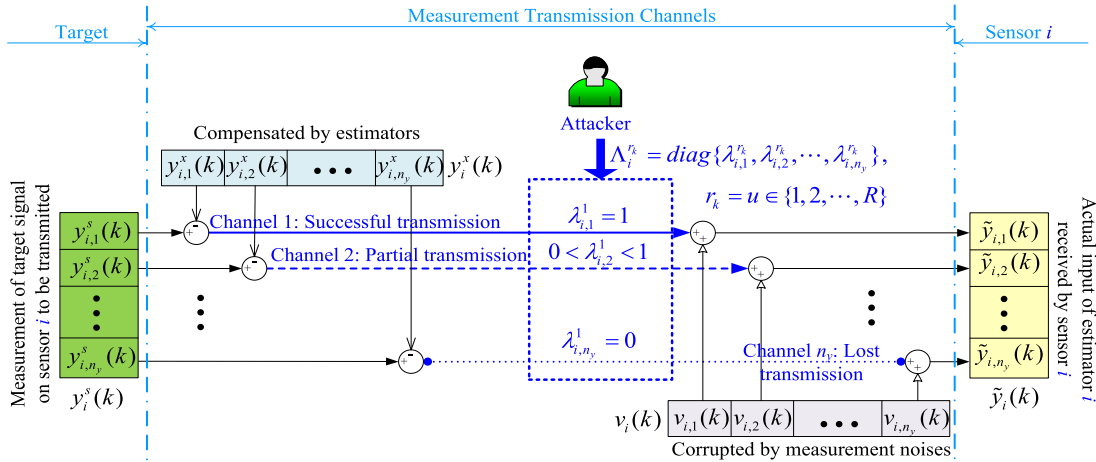 Measurement Transmission Channels
Target
Sensor i
Attacker
Compensated by estimators
y^x_{i,1}(k) y^x_{i,2}(k) ••• y^x_{i,n_y}(k) y^x_i(k)
Λ^{r_k}_i = diag{λ^{r_k}_{i,1}, λ^{r_k}_{i,2}, ⋯, λ^{r_k}_{i,n_y}},
r_k = u ∈ {1, 2, ⋯, R}
Measurement of target signal
on sensor i to be transmitted
y^s_{i,1}(k)
y^s_{i,2}(k)
y^s_{i,n_y}(k)
y^s_i(k)
+ -
Channel 1: Successful transmission
λ^1_{i,1} = 1
+ +
+ -
Channel 2: Partial transmission
0 < λ^1_{i,2} < 1
+ +
+ -
λ^1_{i,n_y} = 0
Channel n_y: Lost
transmission
+ +
ỹ_{i,1}(k)
ỹ_{i,2}(k)
ỹ_{i,n_y}(k)
ỹ_i(k)
Actual input of estimator i
received by sensor i
v_i(k) v_{i,1}(k) v_{i,2}(k) ••• v_{i,n_y}(k)
Corrupted by measurement noises